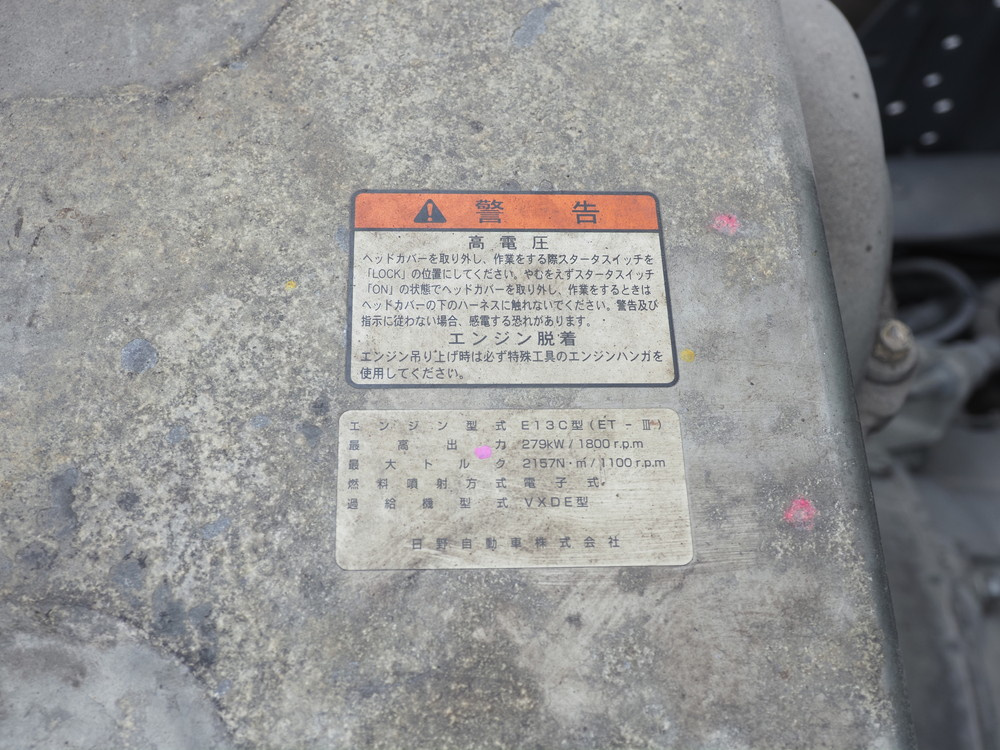 警 告
高 電 圧
ヘッドカバーを取り外し、作業をする際スタータスイッチを
「LOCK」の位置にしてください。やむをえずスタータスイッチ
「ON」の状態でヘッドカバーを取り外し、作業をするときは
ヘッドカバーの下のハーネスに触れないでください。警告及び
指示に従わない場合、感電する恐れがあります。
エンジン脱着
エンジン吊り上げ時は必ず特殊工具のエンジンハンガを
使用してください。
エ ン ジ ン 型 式 E13C型(ET - Ⅲ)
最 高 出 力 279kW / 1800 r.p.m
最 大 ト ル ク 2157N・m / 1100 r.p.m
燃 料 噴 射 方 式 電 子 式
過 給 機 型 式 VXDE型
日 野 自 動 車 株 式 会 社